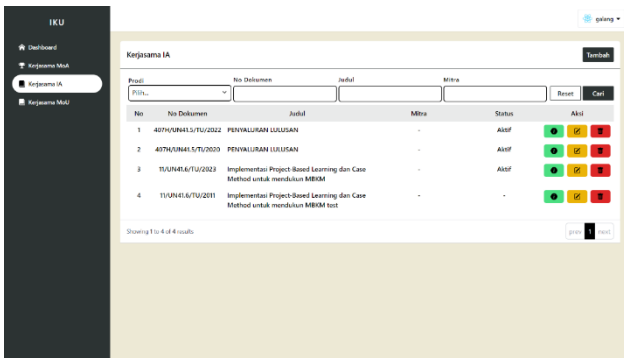 IKU
galang
Dashboard
Kerjasama MoA
Kerjasama IA
Kerjasama MoU
Kerjasama IA
Tambah
Prodi No Dokumen Judul Mitra
Pilih...
Reset Cari
No No Dokumen Judul Mitra Status Aksi
1 407H/UN41.5/TU/2022 PENYALURAN LULUSAN - Aktif
2 407H/UN41.5/TI/2020 PENYALURAN LULUSAN - Aktif
3 11/UN41.6/TU/2023 Implementasi Project-Based Learning dan Case - Aktif
Method untuk mendukun MBKM
4 11/UN41.6/TU/2011 Implementasi Project-Based Learning dan Case - -
Method untuk mendukun MBKM test
Showing 1 to 4 of 4 results
prev 1 next